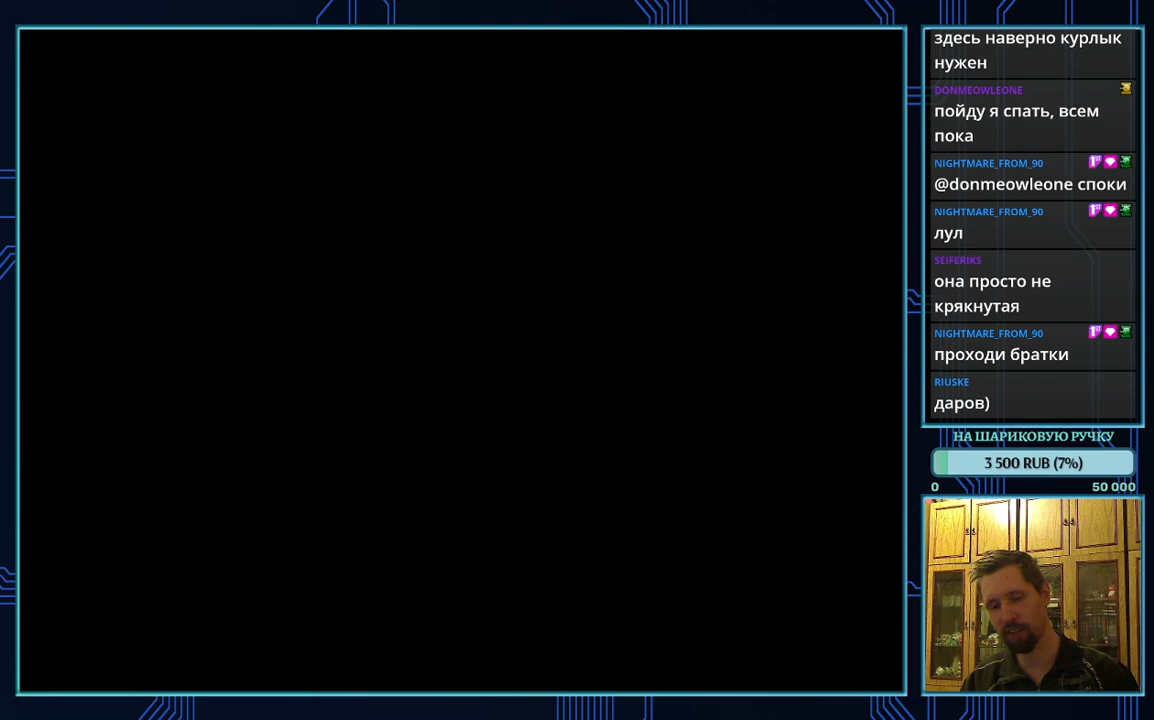 здесь наверно курлык
нужен
DONMEOWLEONE
пойду я спать, всем
пока
NIGHTMARE_FROM_90
@donmeowleone споки
NIGHTMARE_FROM_90
лул
SEIFERIKS
она просто не
крякнутая
NIGHTMARE_FROM_90
проходи братки
RIUSKE
даров)
НА ШАРИКОВУЮ РУЧКУ
3 500 RUB (7%)
0 50 000